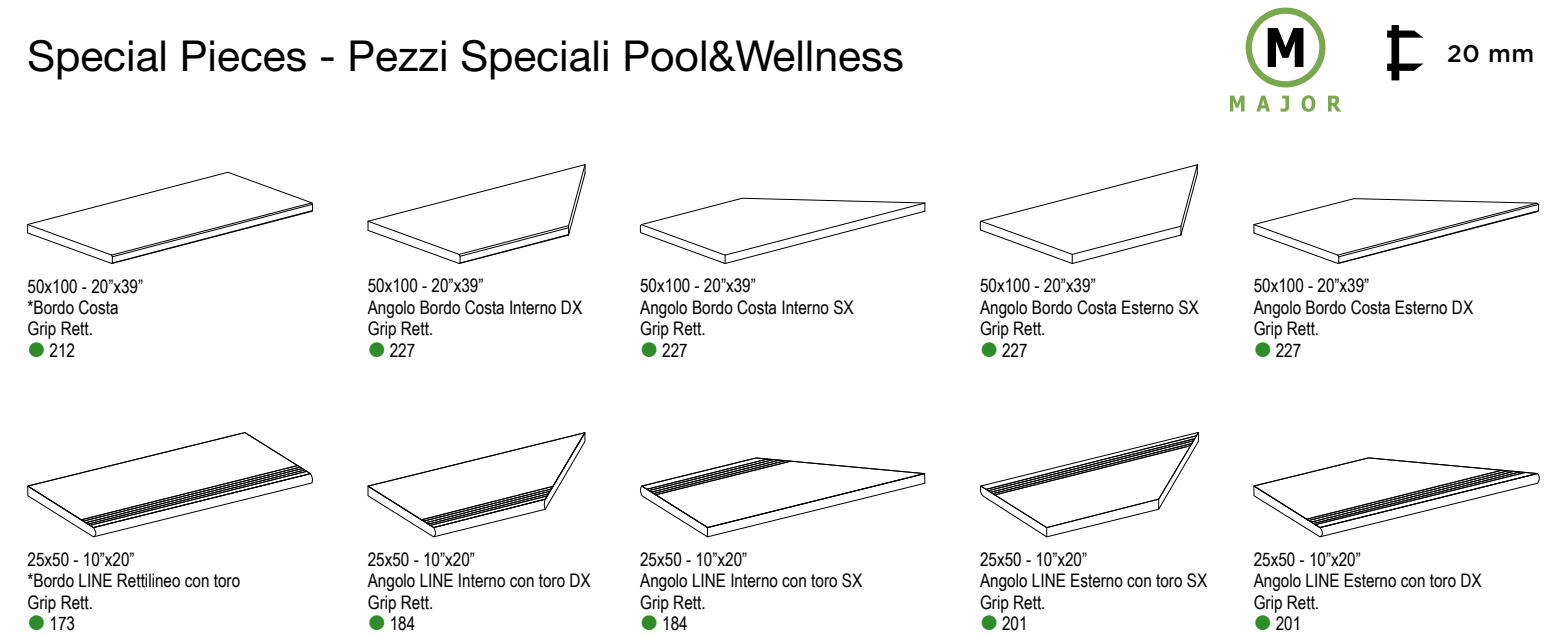 Special Pieces - Pezzi Speciali Pool&Wellness
M
MAJOR
20 mm
50x100 - 20”x39”
*Bordo Costa
Grip Rett.
212
50x100 - 20”x39”
Angolo Bordo Costa Interno DX
Grip Rett.
227
50x100 - 20”x39”
Angolo Bordo Costa Interno SX
Grip Rett.
227
50x100 - 20”x39”
Angolo Bordo Costa Esterno SX
Grip Rett.
227
50x100 - 20”x39”
Angolo Bordo Costa Esterno DX
Grip Rett.
227
25x50 - 10”x20”
*Bordo LINE Rettilineo con toro
Grip Rett.
173
25x50 - 10”x20”
Angolo LINE Interno con toro DX
Grip Rett.
184
25x50 - 10”x20”
Angolo LINE Interno con toro SX
Grip Rett.
184
25x50 - 10”x20”
Angolo LINE Esterno con toro SX
Grip Rett.
201
25x50 - 10”x20”
Angolo LINE Esterno con toro DX
Grip Rett.
201